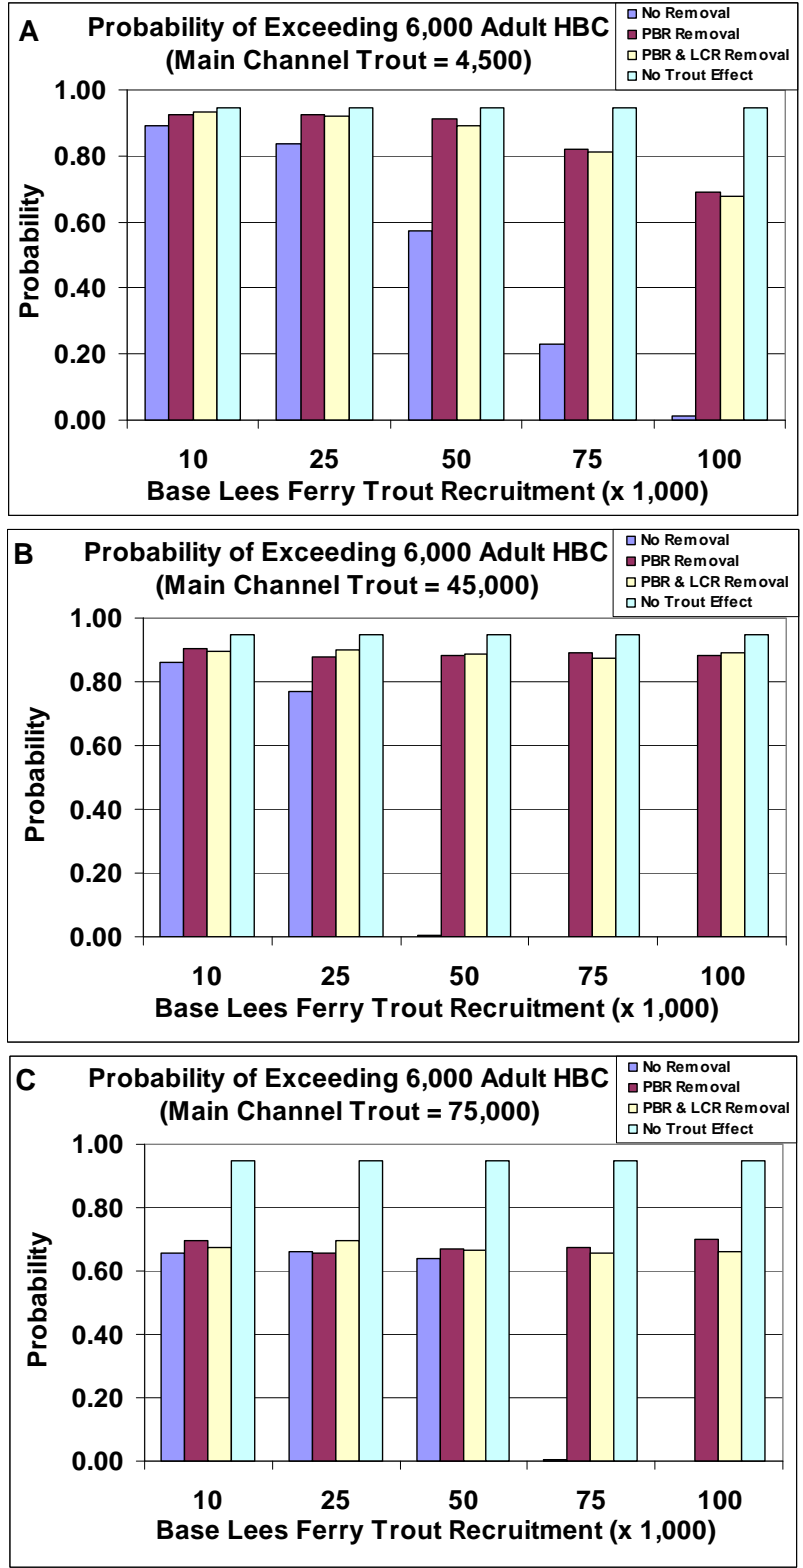 A
Probability of Exceeding 6,000 Adult HBC
(Main Channel Trout = 4,500)
No Removal
PBR Removal
PBR & LCR Removal
No Trout Effect
1.00
0.80
0.60
0.40
0.20
0.00
Probability
10 25 50 75 100
Base Lees Ferry Trout Recruitment (x 1,000)
B
Probability of Exceeding 6,000 Adult HBC
(Main Channel Trout = 45,000)
No Removal
PBR Removal
PBR & LCR Removal
No Trout Effect
1.00
0.80
0.60
0.40
0.20
0.00
Probability
10 25 50 75 100
Base Lees Ferry Trout Recruitment (x 1,000)
C
Probability of Exceeding 6,000 Adult HBC
(Main Channel Trout = 75,000)
No Removal
PBR Removal
PBR & LCR Removal
No Trout Effect
1.00
0.80
0.60
0.40
0.20
0.00
Probability
10 25 50 75 100
Base Lees Ferry Trout Recruitment (x 1,000)